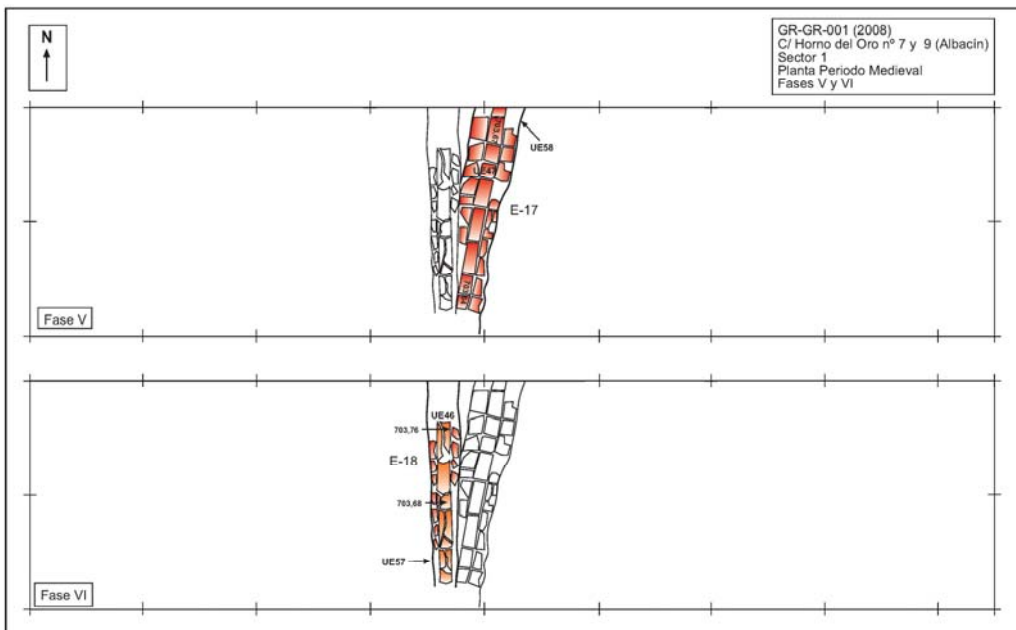 N
GR-GR-001 (2008)
C/ Horno del Oro nº 7 y 9 (Albacín)
Sector 1
Planta Periodo Medieval
Fases V y VI
UE58
E-17
Fase V
UE46
703,76
E-18
703,68
UE57
Fase VI